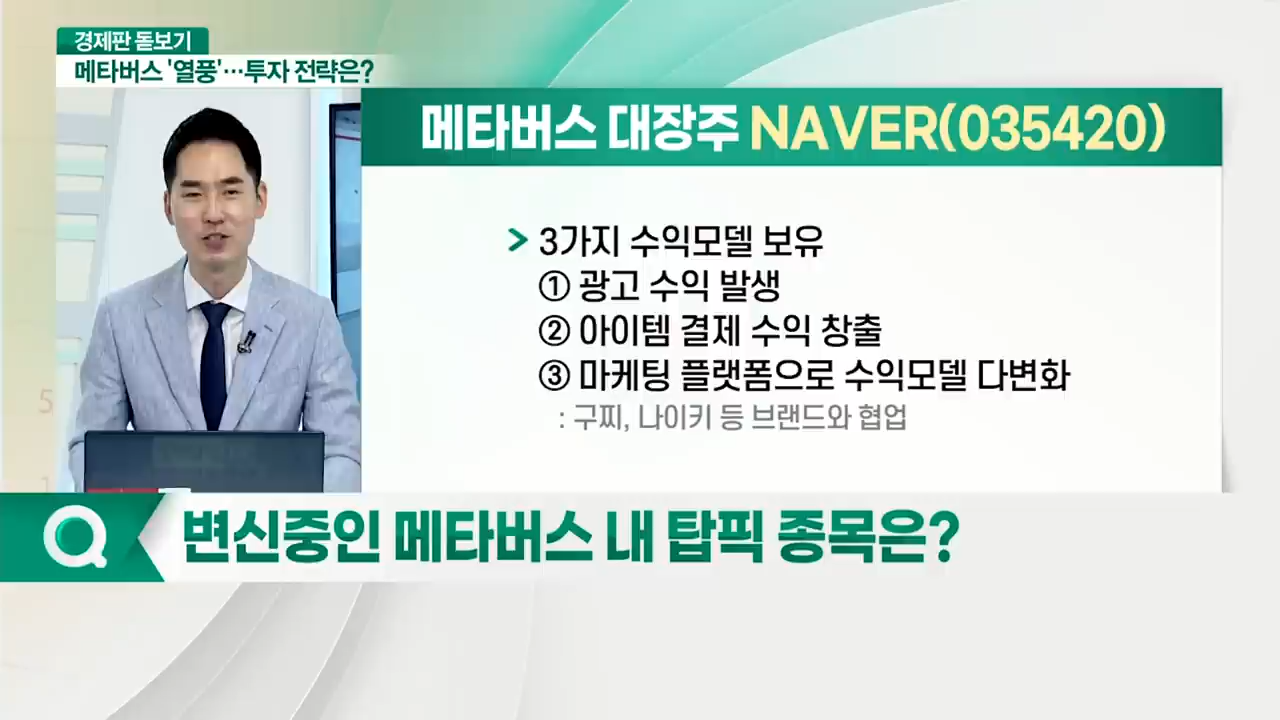 경제판 돋보기
메타버스 '열풍'…투자 전략은?
메타버스 대장주 NAVER(035420)
> 3가지 수익모델 보유
① 광고 수익 발생
② 아이템 결제 수익 창출
③ 마케팅 플랫폼으로 수익모델 다변화
: 구찌, 나이키 등 브랜드와 협업
Q 변신중인 메타버스 내 탑픽 종목은?
5
1